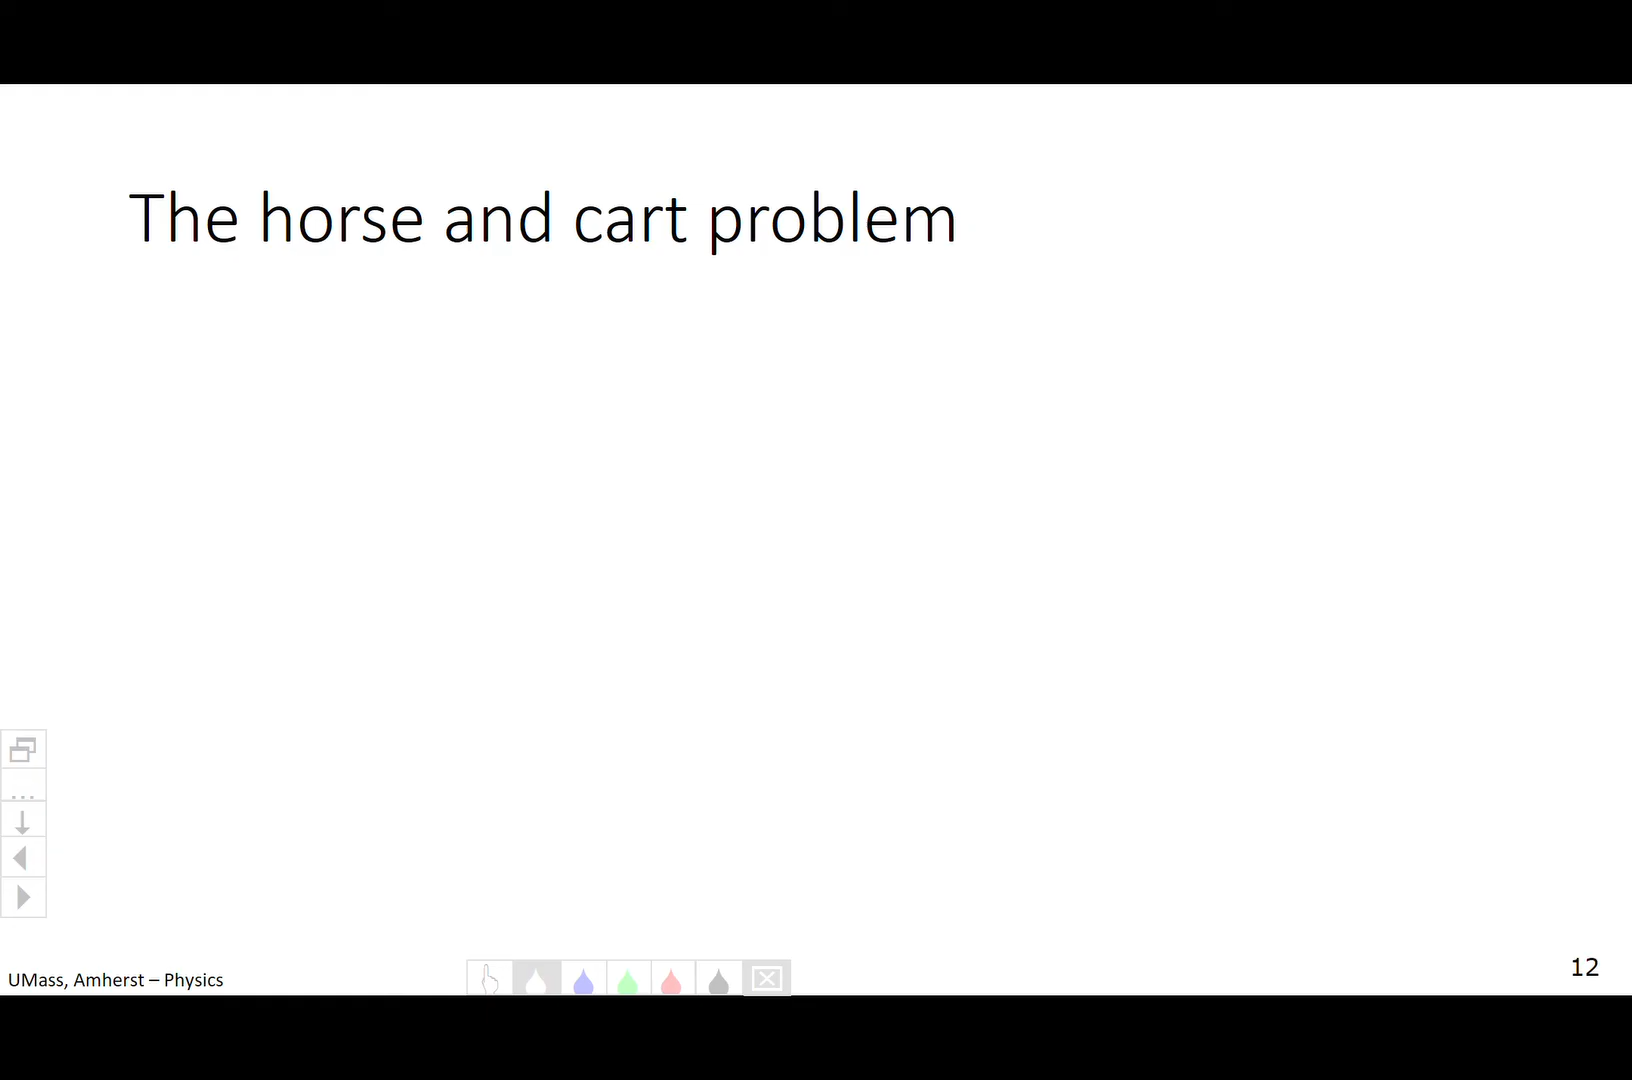 The horse and cart problem
...
UMass, Amherst – Physics
12